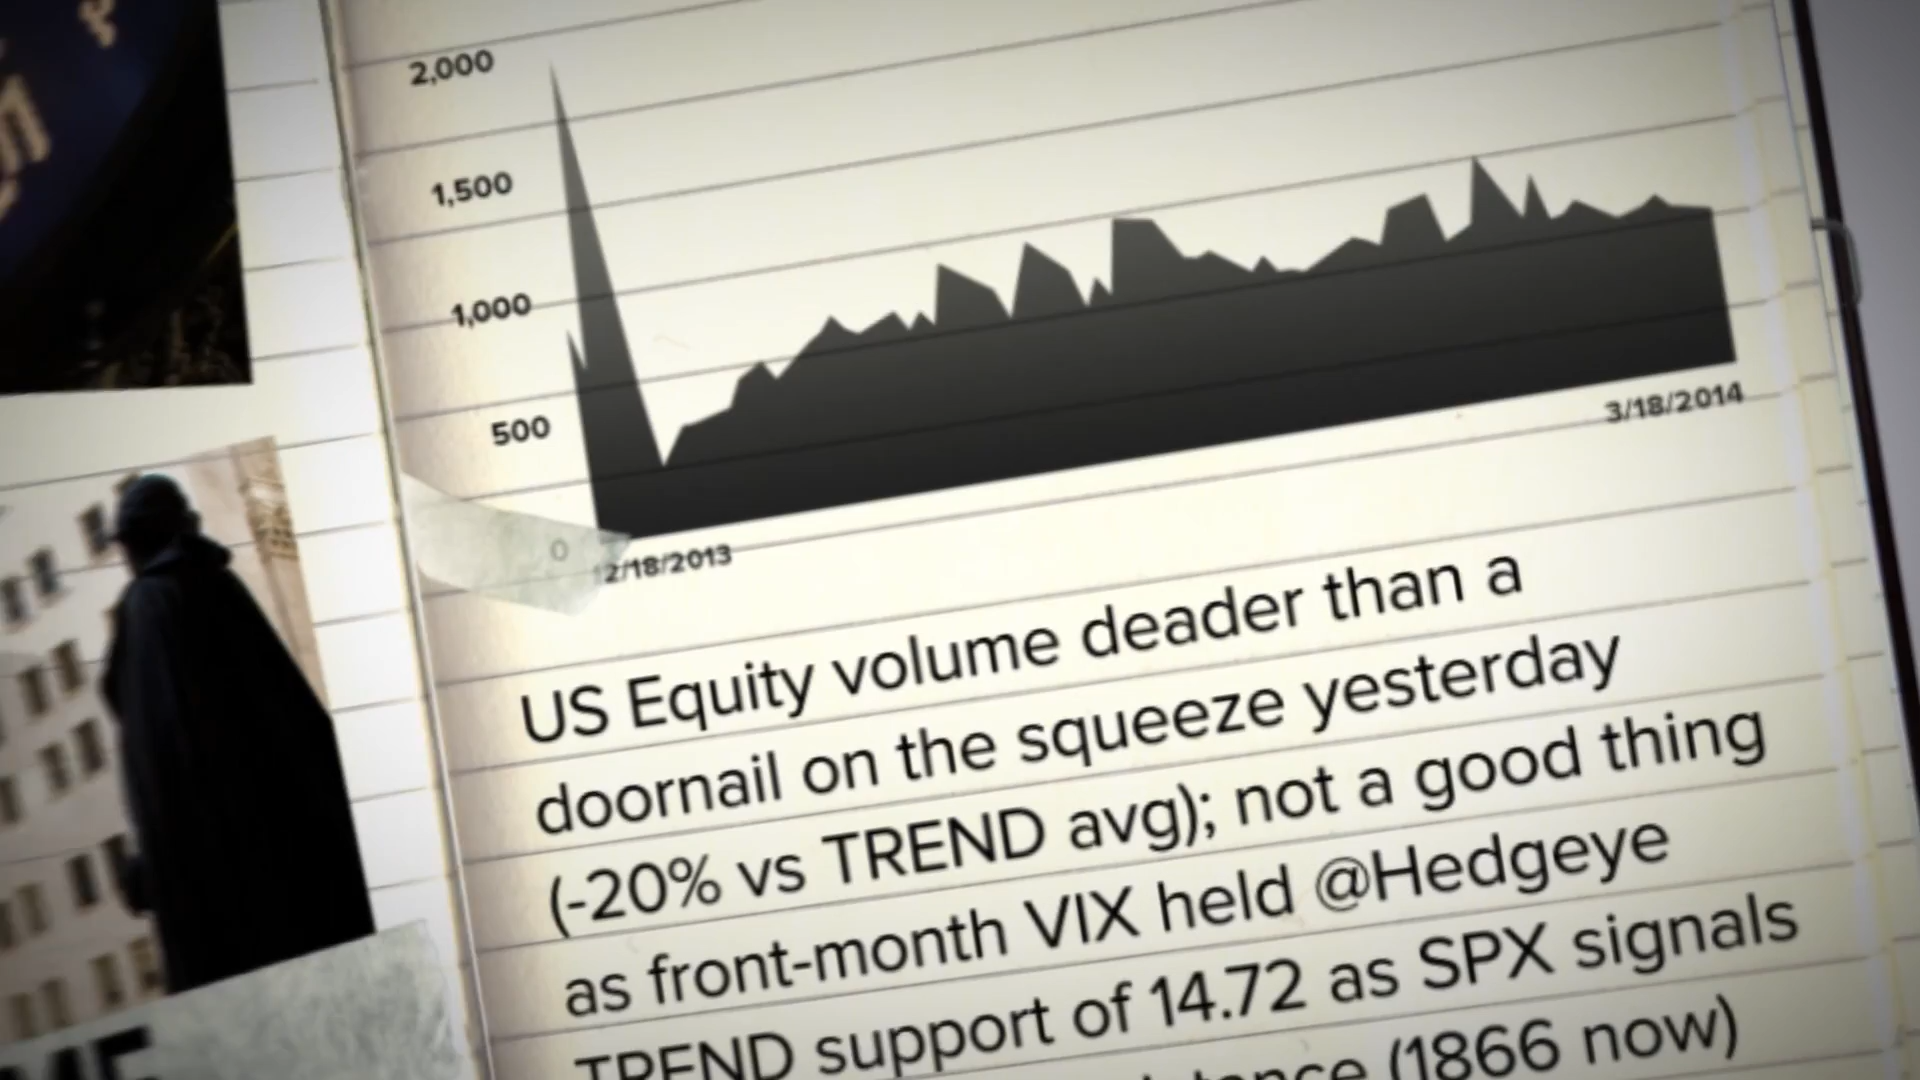 2,000
1,500
1,000
500
0
2/18/2013
3/18/2014
US Equity volume deader than a
doornail on the squeeze yesterday
(-20% vs TREND avg); not a good thing
as front-month VIX held @Hedgeye
TREND support of 14.72 as SPX signals
(1866 now)